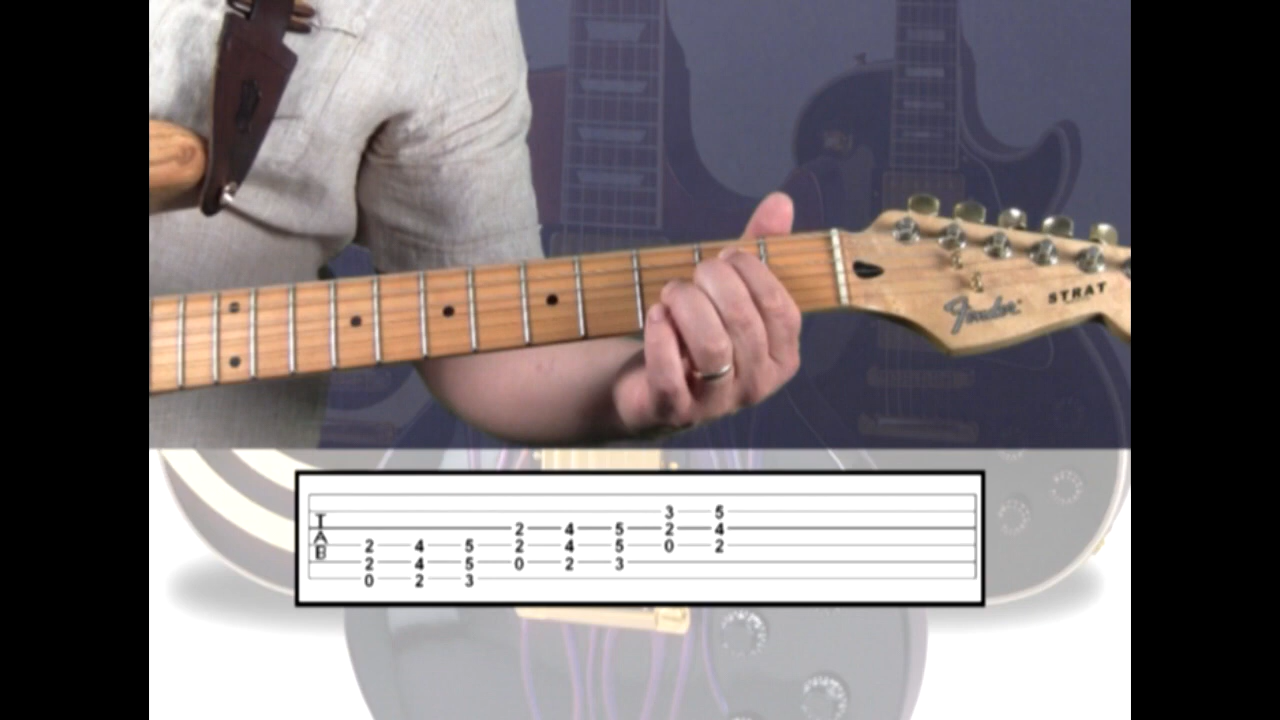 Fender
STRAT
3 5
T 2 4 5 2 4
A 2 4 5 2 4 5 0 2
B 2 4 5 0 2 3
0 2 3